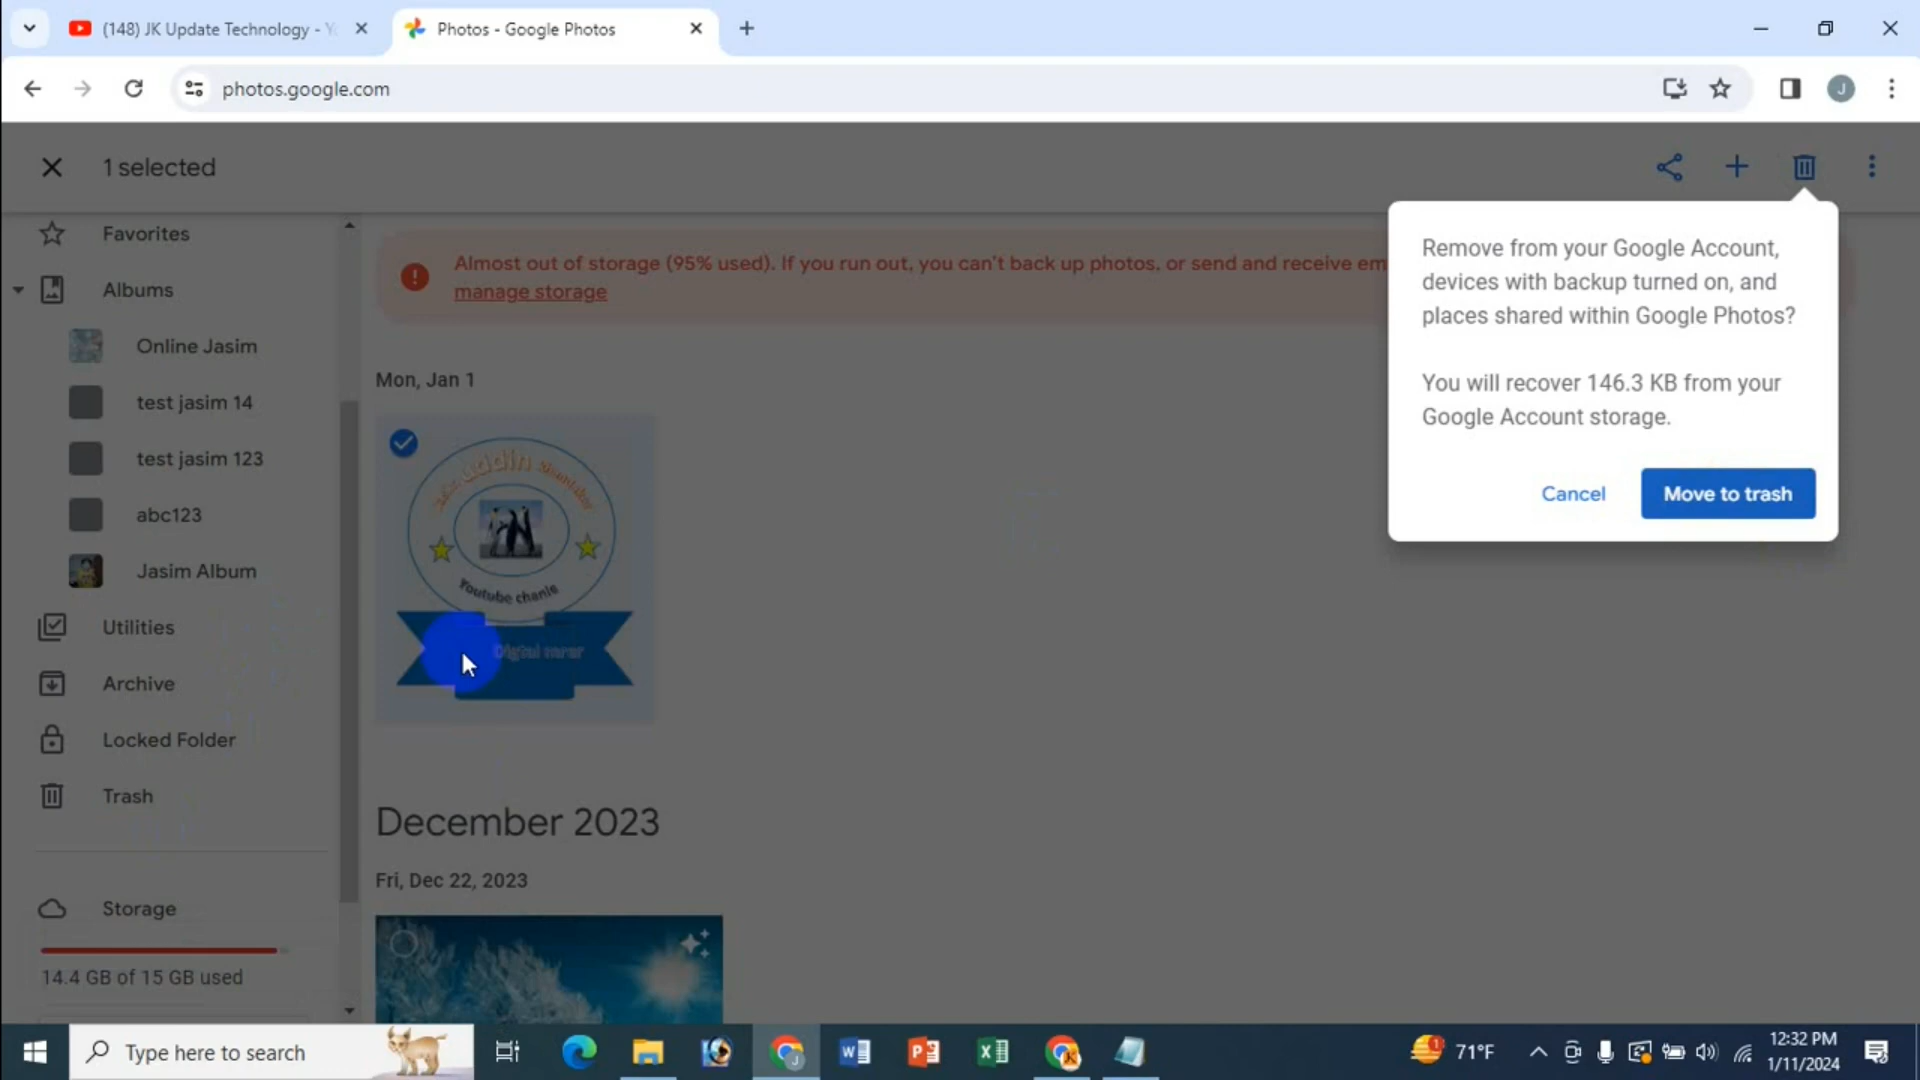 (148) JK Update Technology - Y
Photos - Google Photos
photos.google.com
J
1 selected
Favorites
Albums
Online Jasim
test jasim 14
test jasim 123
abc123
Jasim Album
Utilities
Archive
Locked Folder
Trash
Storage
14.4 GB of 15 GB used
Almost out of storage (95% used). If you run out, you can't back up photos, or send and receive em
manage storage
Mon, Jan 1
uddin
Youtube chanle
Digtal
December 2023
Fri, Dec 22, 2023
Remove from your Google Account,
devices with backup turned on, and
places shared within Google Photos?
You will recover 146.3 KB from your
Google Account storage.
Cancel
Move to trash
Type here to search
71°F
12:32 PM
1/11/2024